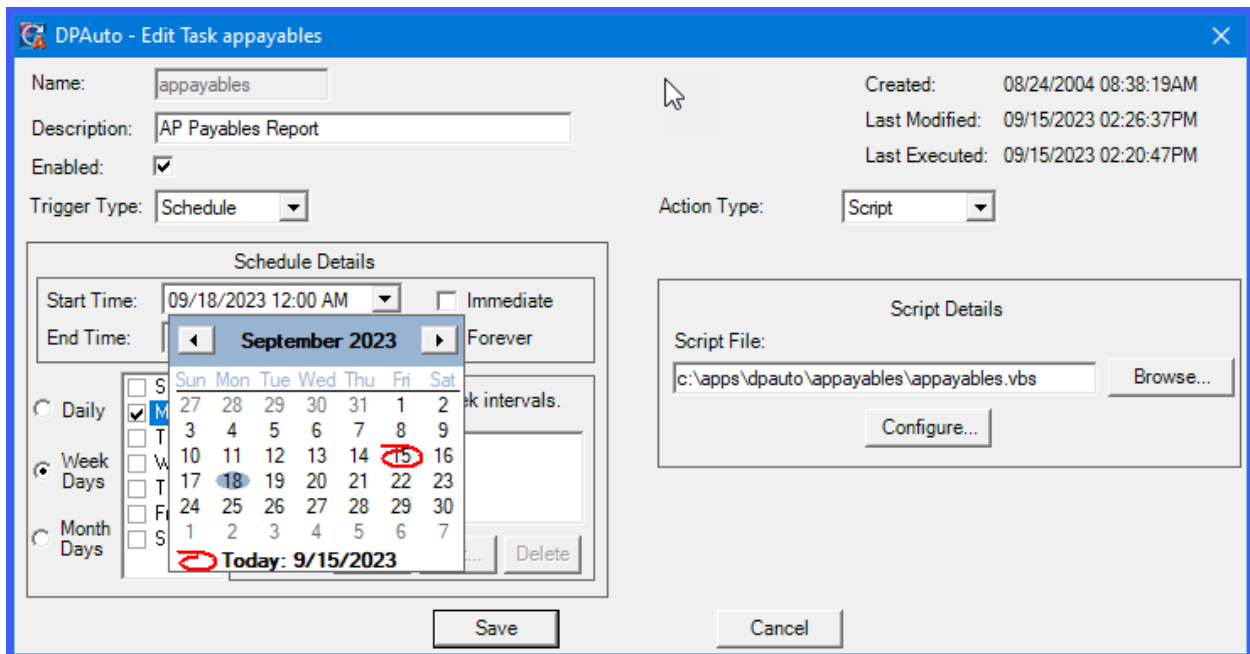 DPAuto - Edit Task appayables
Name: appayables
Created: 08/24/2004 08:38:19AM
Description: AP Payables Report
Last Modified: 09/15/2023 02:26:37PM
Enabled:
Last Executed: 09/15/2023 02:20:47PM
Trigger Type: Schedule
Action Type: Script
Schedule Details
Start Time: 09/18/2023 12:00 AM
Immediate
End Time:
Forever
September 2023
Sun Mon Tue Wed Thu Fri Sat
27 28 29 30 31 1 2
3 4 5 6 7 8 9
10 11 12 13 14 15 16
17 18 19 20 21 22 23
24 25 26 27 28 29 30
1 2 3 4 5 6 7
Today: 9/15/2023
Daily
Week Days
Month Days
S
M
T
W
T
Fr
S
intervals.
Delete
Script Details
Script File:
c:\apps\dpauto\appayables\appayables.vbs
Browse...
Configure...
Save
Cancel